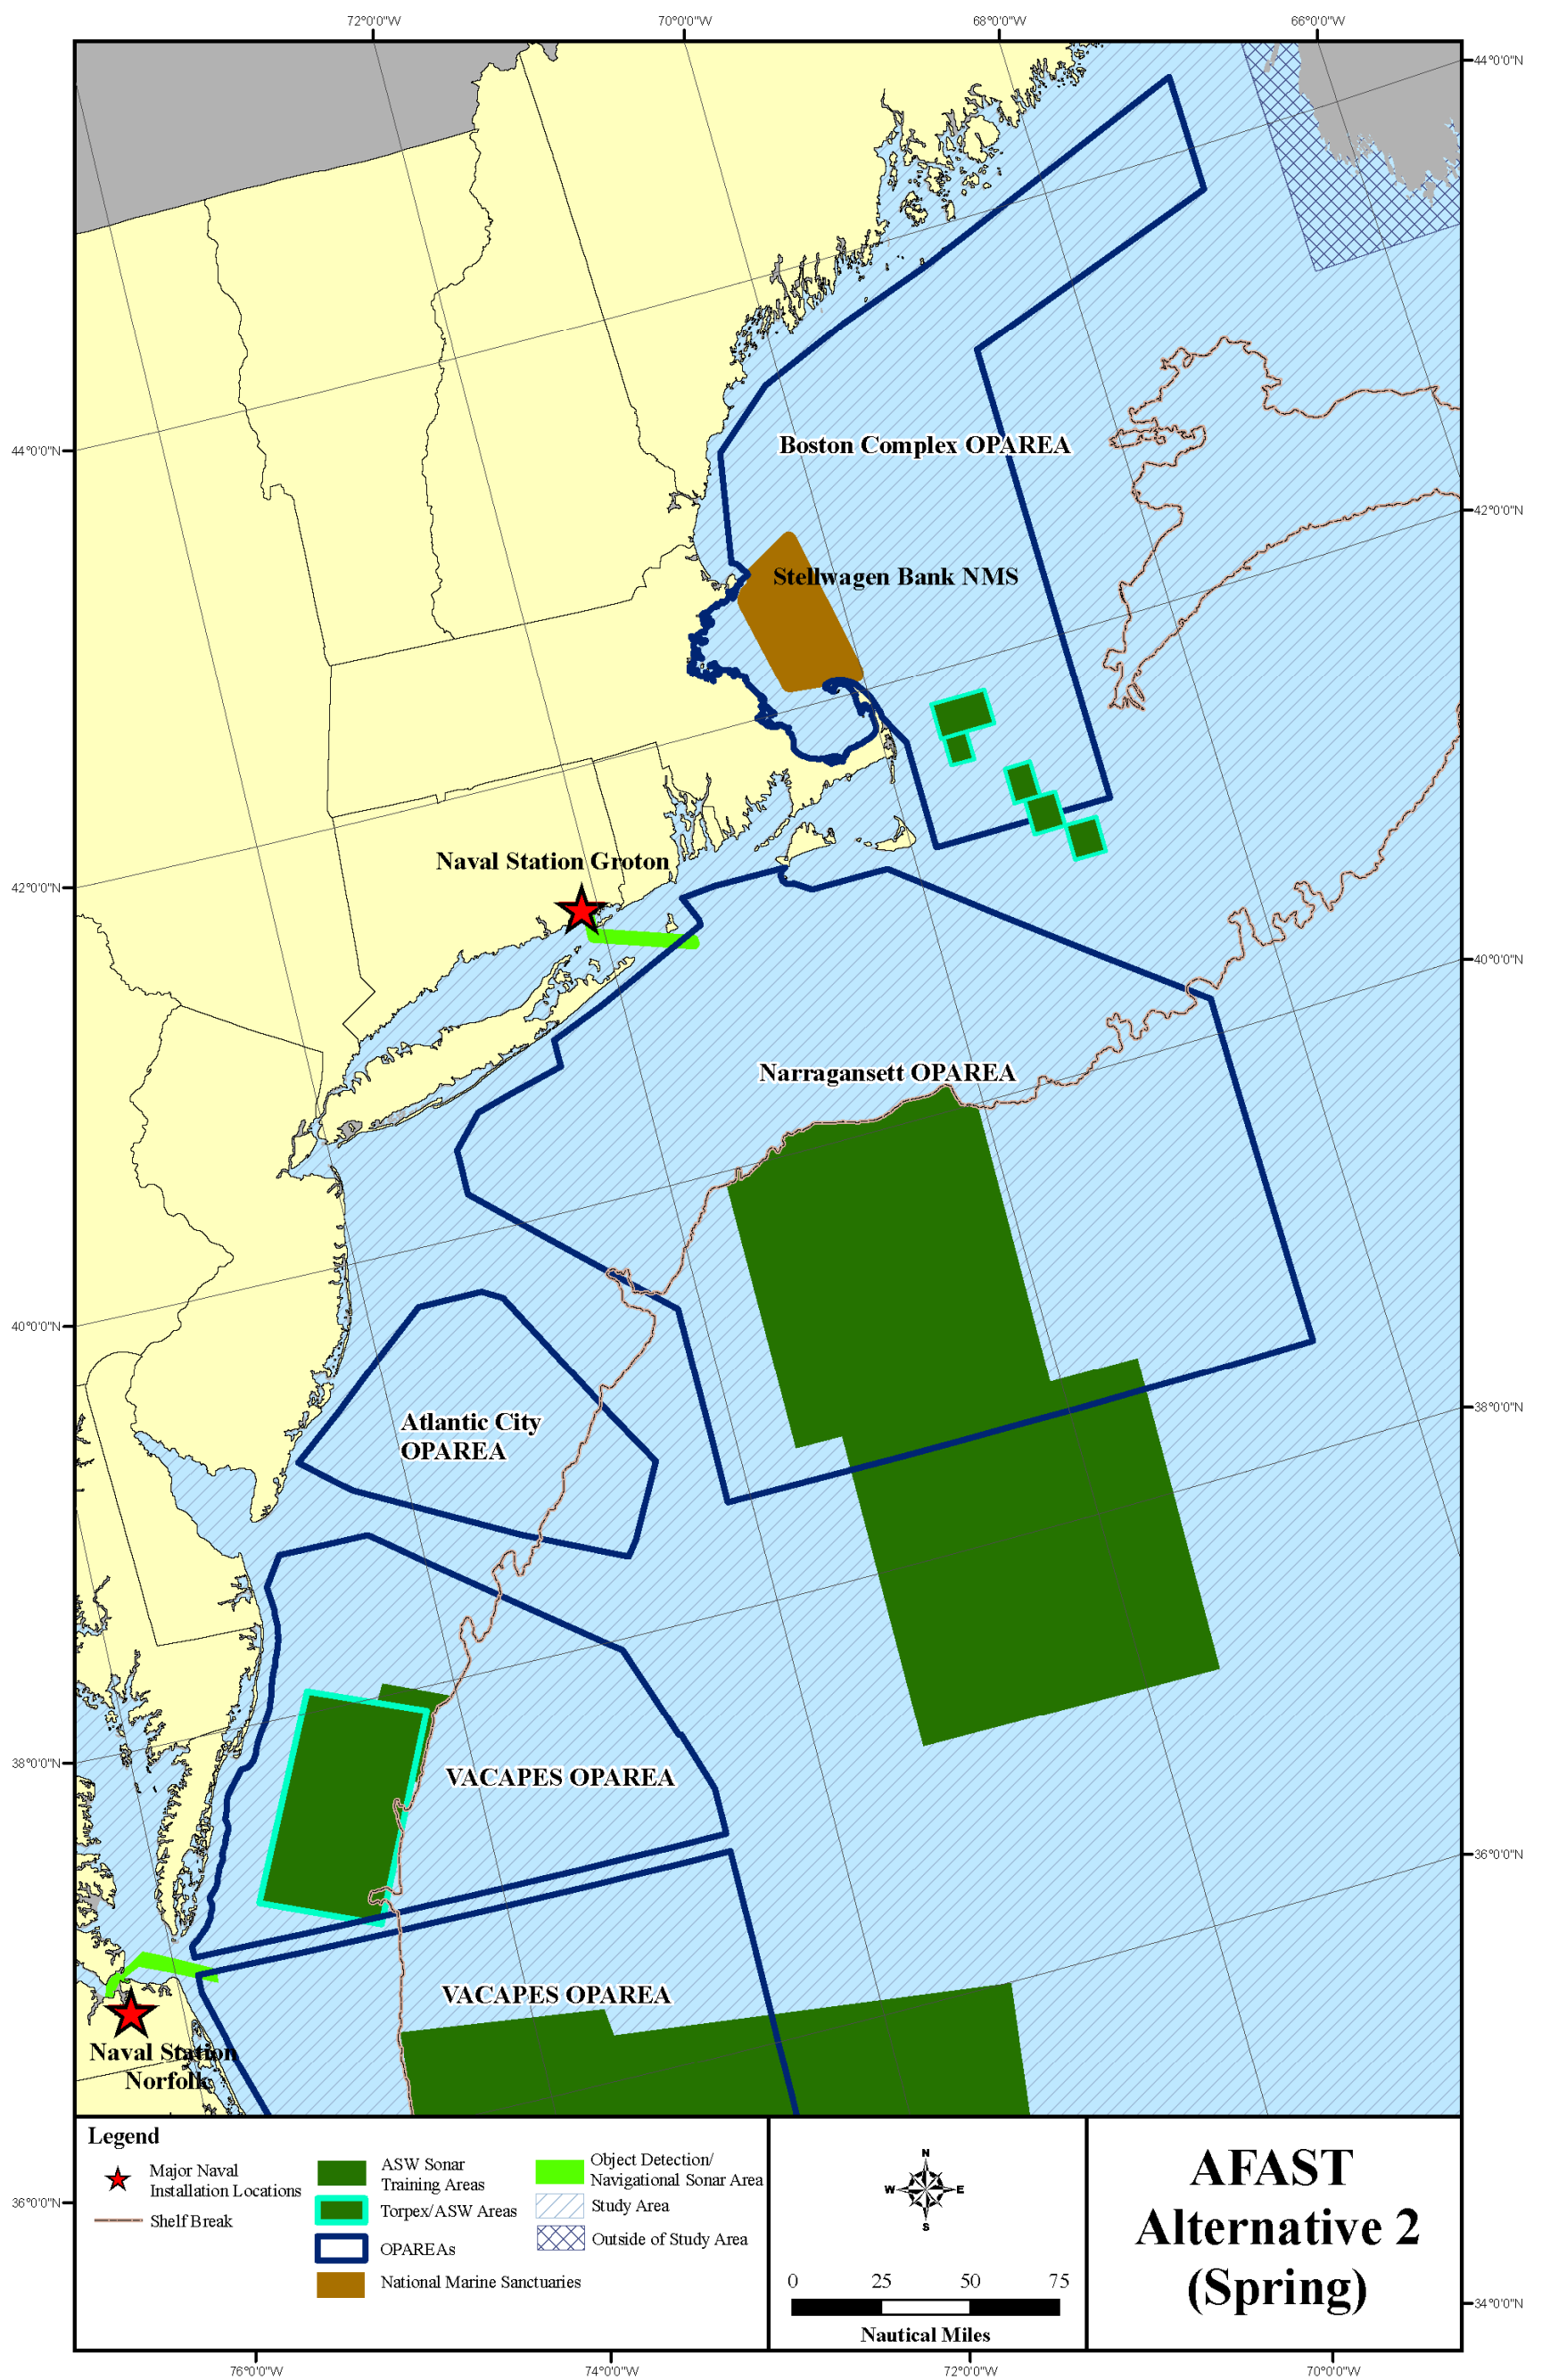 72°0'0"W
70°0'0"W
68°0'0"W
66°0'0"W
44°0'0"N
44°0'0"N
Boston Complex OPAREA
42°0'0"N
Stellwagen Bank NMS
Naval Station Groton
42°0'0"N
40°0'0"N
Narragansett OPAREA
40°0'0"N
38°0'0"N
Atlantic City
OPAREA
38°0'0"N
VACAPES OPAREA
36°0'0"N
VACAPES OPAREA
Naval Station
Norfolk
36°0'0"N
34°0'0"N
Legend
Major Naval
Installation Locations
Shelf Break
ASW Sonar
Training Areas
Torpex/ASW Areas
OPAREAs
National Marine Sanctuaries
Object Detection/
Navigational Sonar Area
Study Area
Outside of Study Area
N
W E
S
0 25 50 75
Nautical Miles
AFAST
Alternative 2
(Spring)
76°0'0"W
74°0'0"W
72°0'0"W
70°0'0"W